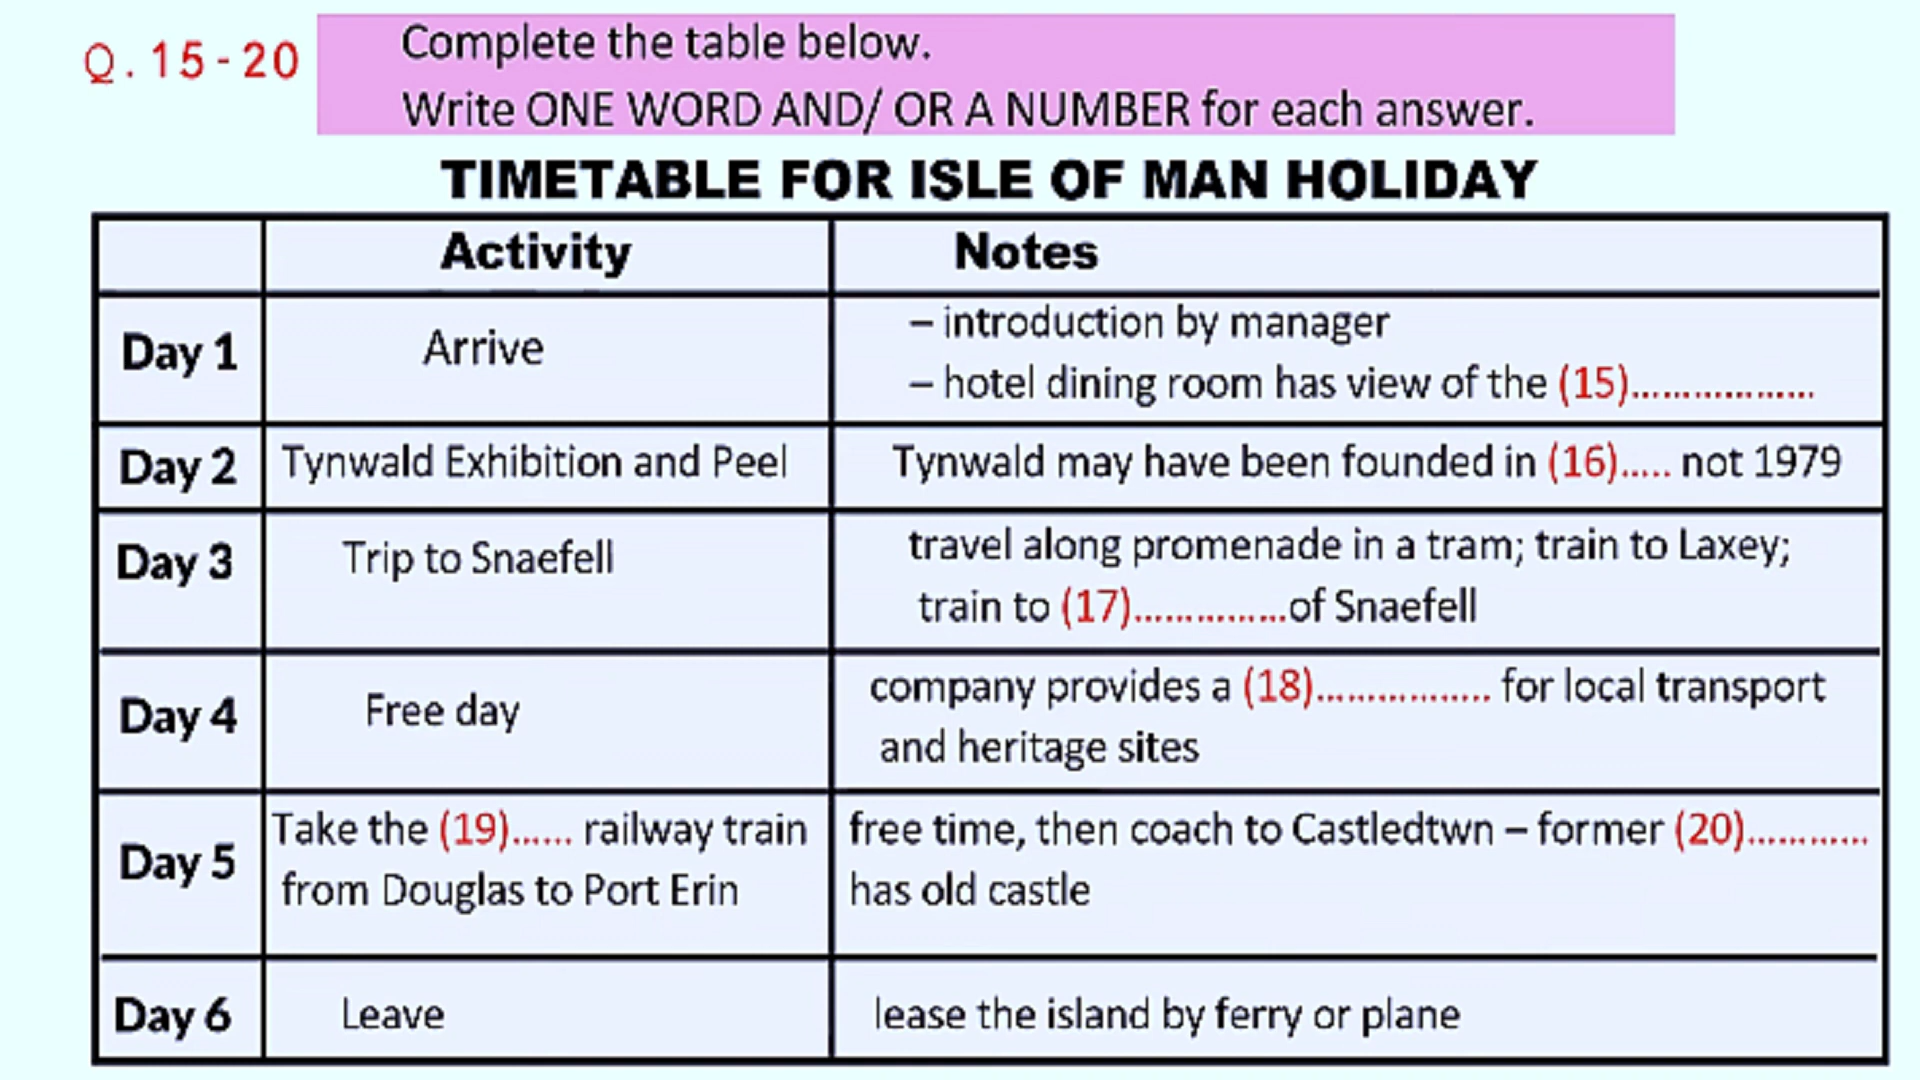 Q.15-20
Complete the table below.
Write ONE WORD AND/ OR A NUMBER for each answer.
TIMETABLE FOR ISLE OF MAN HOLIDAY
Activity
Notes
Day 1
Arrive
– introduction by manager
– hotel dining room has view of the (15)..................
Day 2
Tynwald Exhibition and Peel
Tynwald may have been founded in (16)..... not 1979
Day 3
Trip to Snaefell
travel along promenade in a tram; train to Laxey;
train to (17)...............of Snaefell
Day 4
Free day
company provides a (18)................. for local transport
and heritage sites
Day 5
Take the (19)...... railway train
from Douglas to Port Erin
free time, then coach to Castledtwn – former (20)............
has old castle
Day 6
Leave
lease the island by ferry or plane